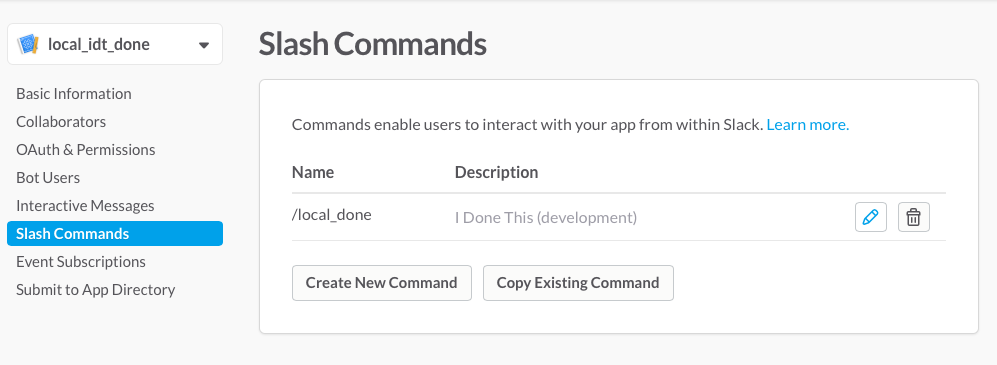 local_idt_done
Basic Information
Collaborators
OAuth & Permissions
Bot Users
Interactive Messages
Slash Commands
Event Subscriptions
Submit to App Directory
Slash Commands
Commands enable users to interact with your app from within Slack. Learn more.
Name Description
/local_done I Done This (development)
Create New Command Copy Existing Command